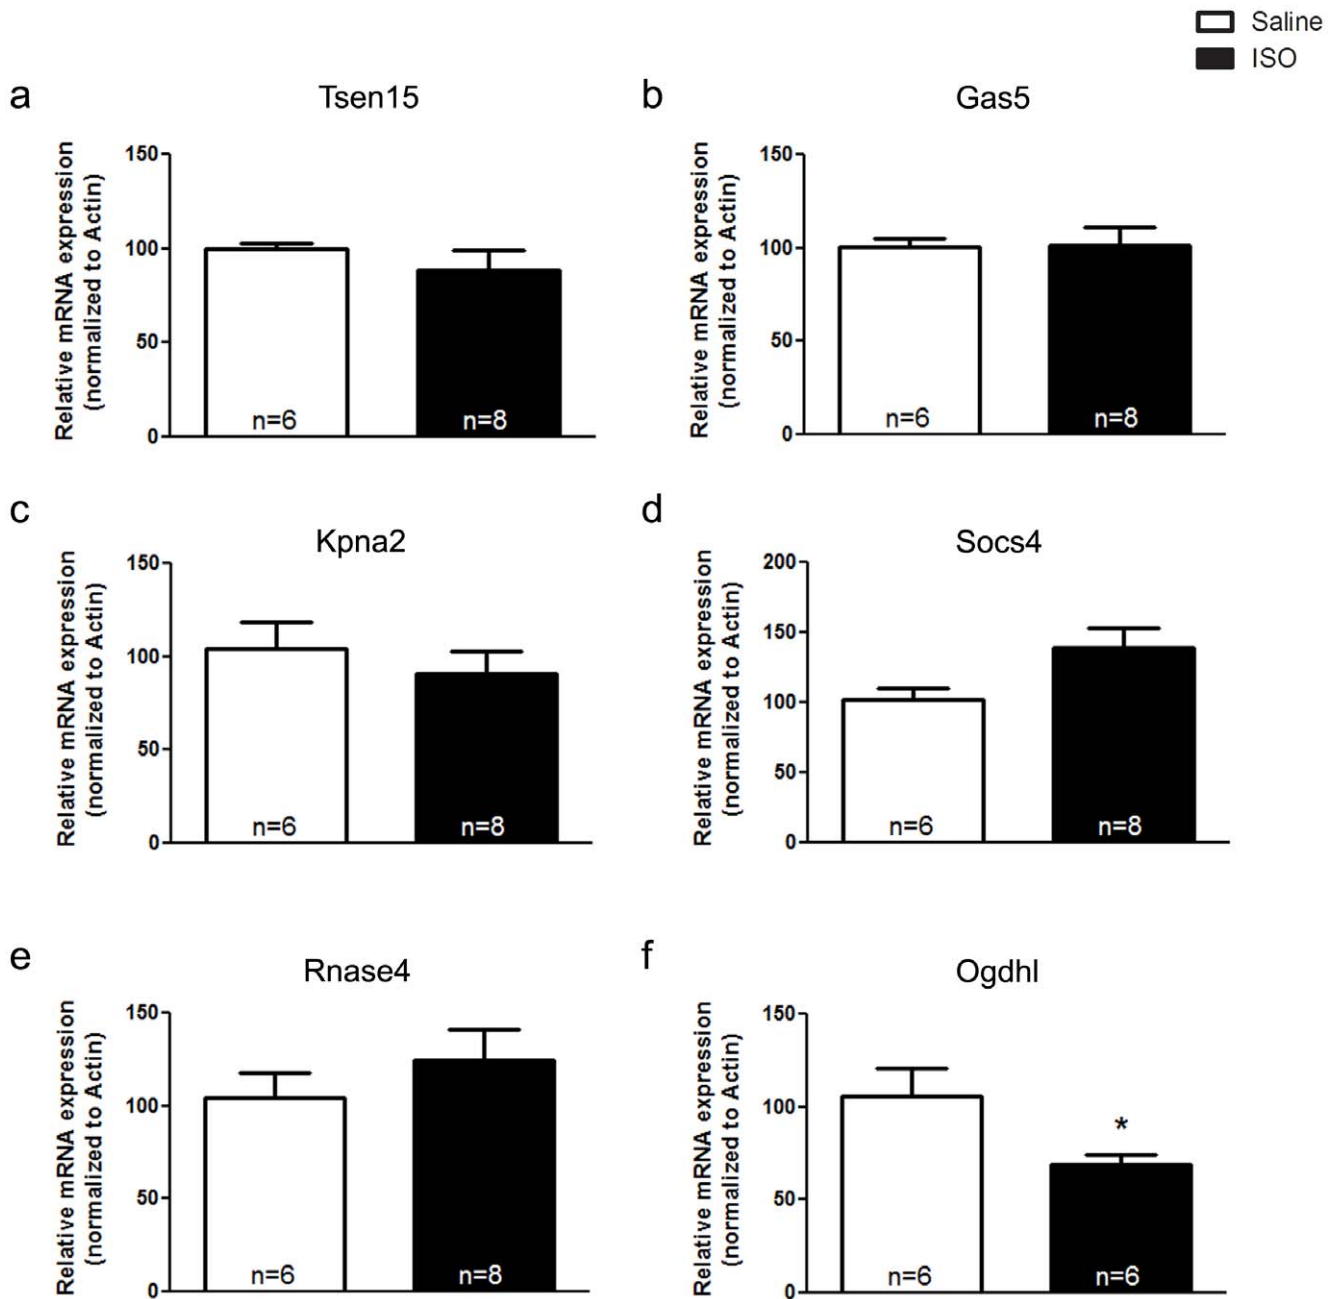 Saline
ISO
a
Tsen15
Relative mRNA expression
(normalized to Actin)
150
100
50
0
n=6
n=8
b
Gas5
Relative mRNA expression
(normalized to Actin)
150
100
50
0
n=6
n=8
c
Kpna2
Relative mRNA expression
(normalized to Actin)
150
100
50
0
n=6
n=8
d
Socs4
Relative mRNA expression
(normalized to Actin)
200
150
100
50
0
n=6
n=8
e
Rnase4
Relative mRNA expression
(normalized to Actin)
150
100
50
0
n=6
n=8
f
Ogdhl
Relative mRNA expression
(normalized to Actin)
150
100
50
0
*
n=6
n=6